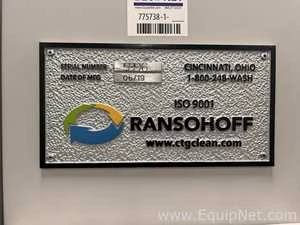 775738-1-
SERIAL NUMBER
CINCINNATI, OHIO
DATE OF MFG 06/19
1-800-248-WASH
ISO 9001
RANSOHOFF
www.ctgclean.com
www.EquipNet.com